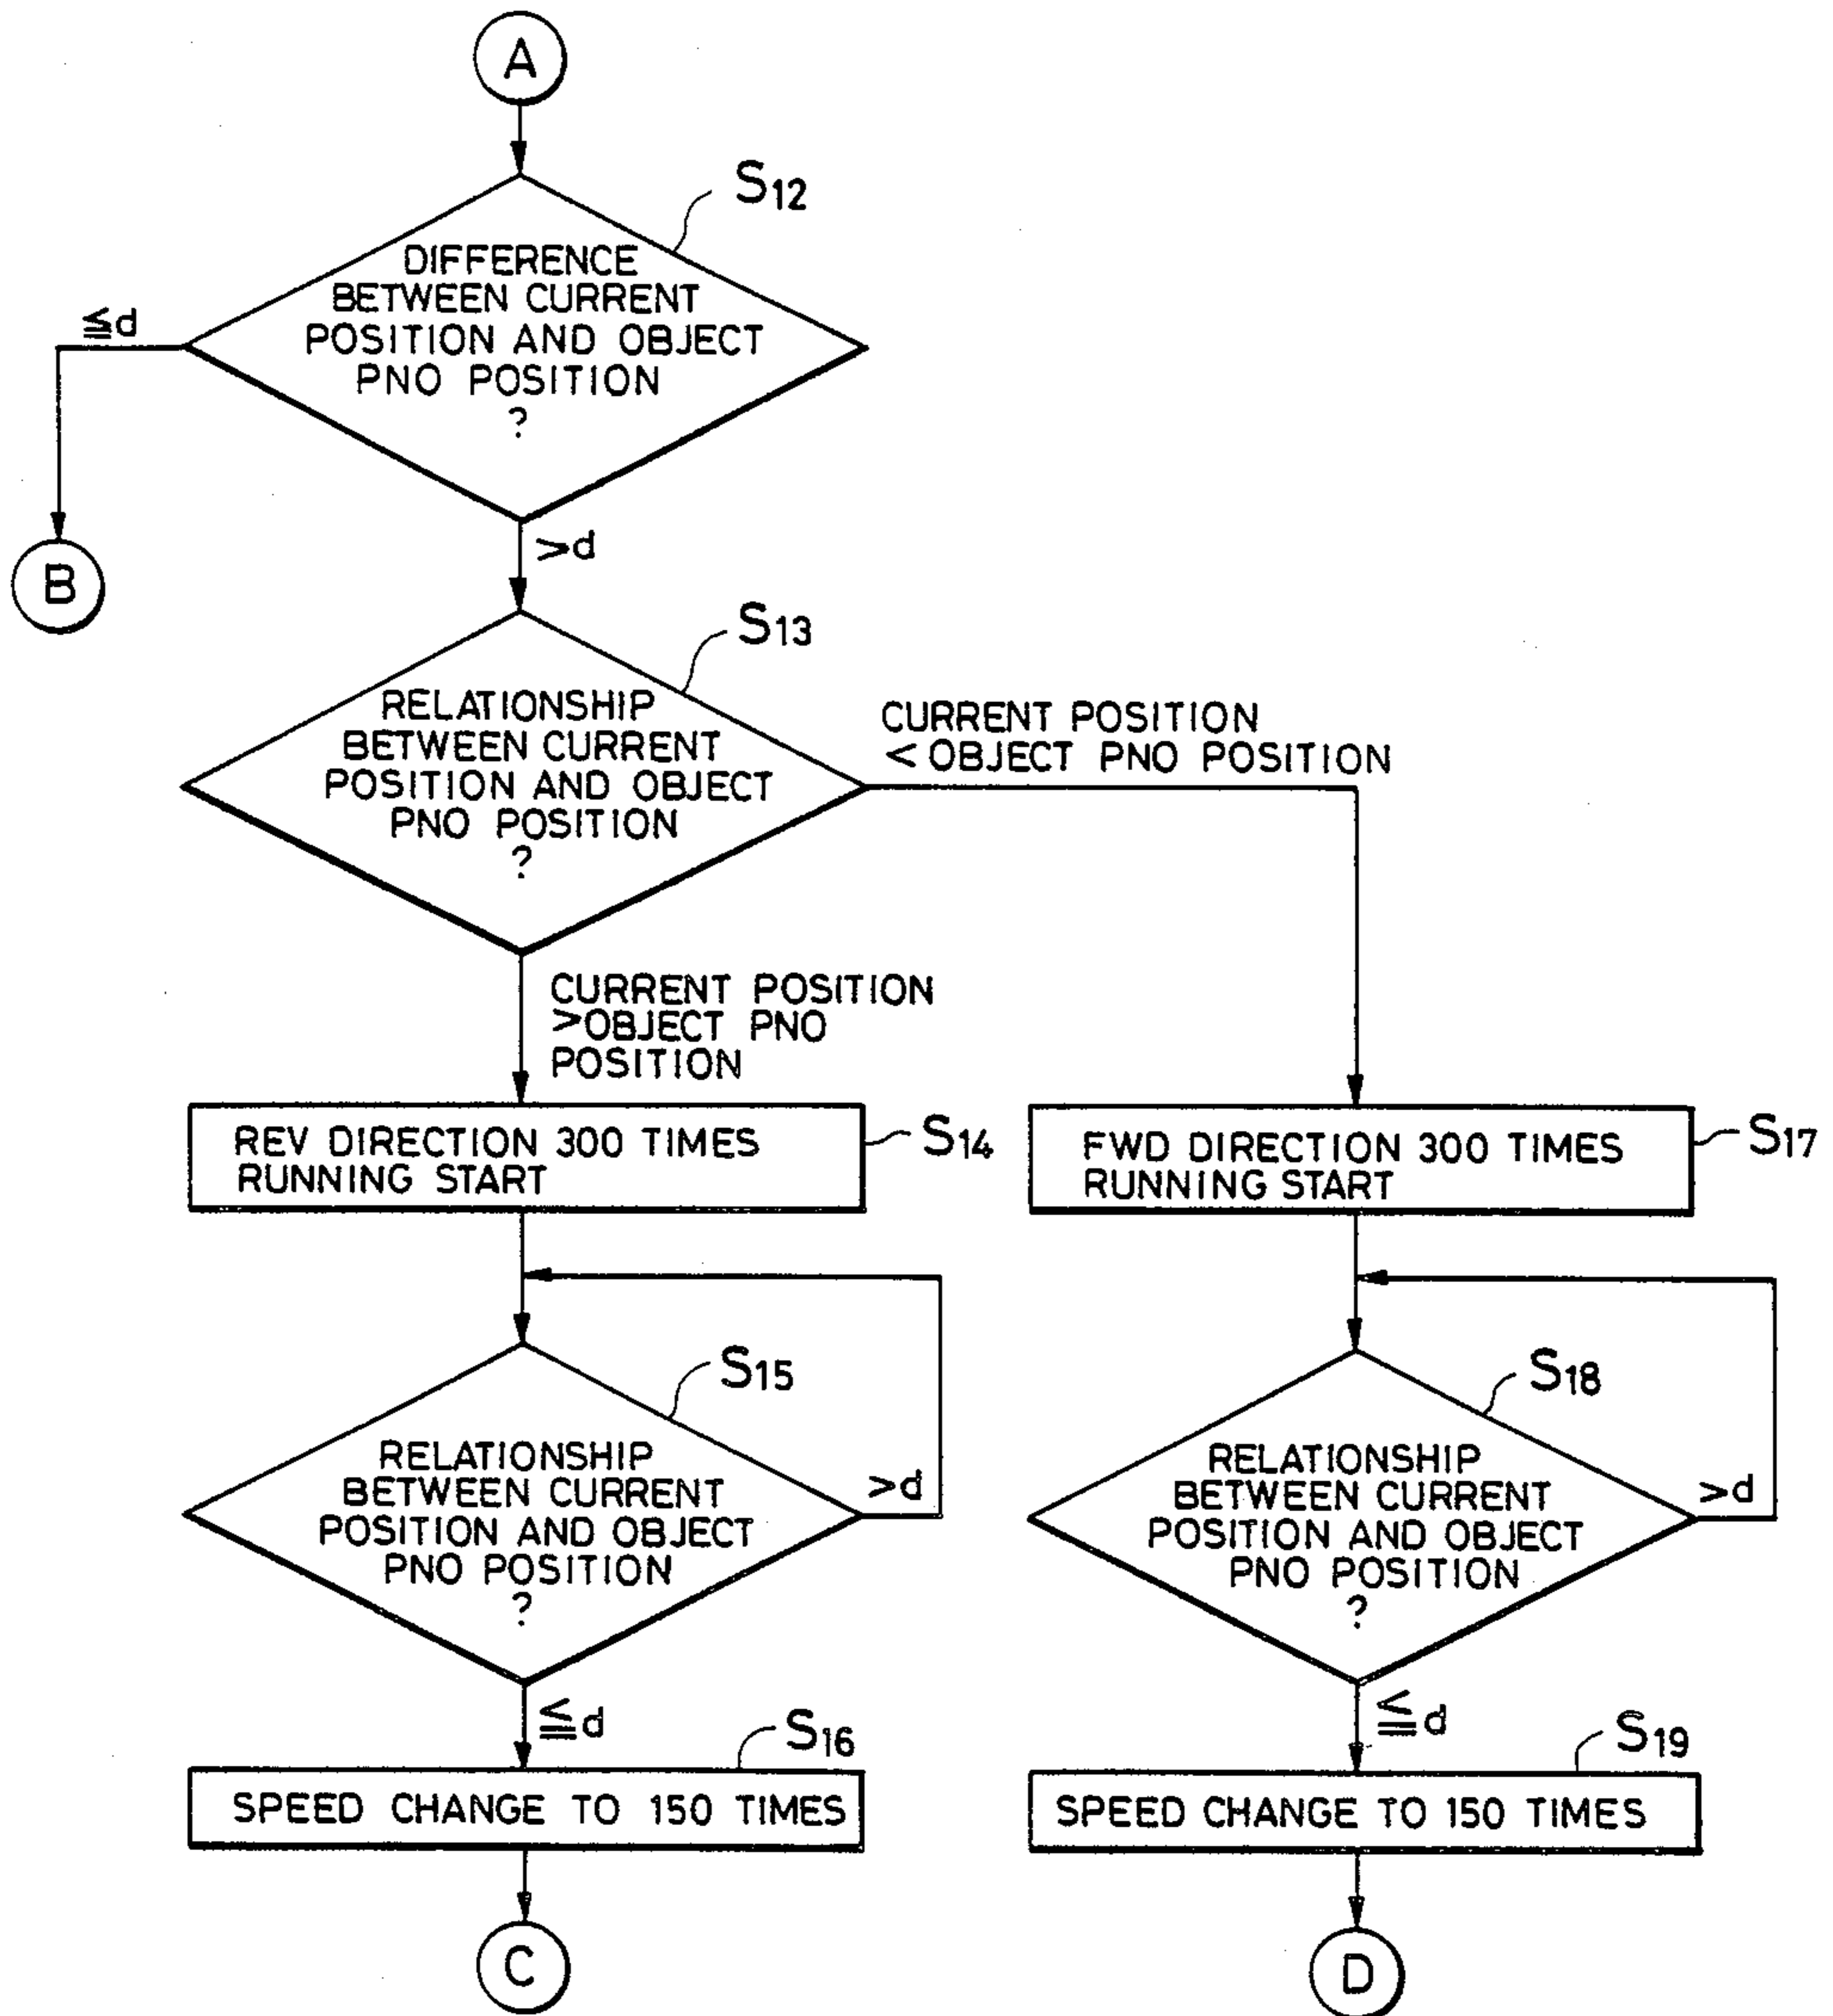 A
S12
DIFFERENCE
BETWEEN CURRENT
POSITION AND OBJECT
PNO POSITION
?
≦d
B
>d
S13
RELATIONSHIP
BETWEEN CURRENT
POSITION AND OBJECT
PNO POSITION
?
CURRENT POSITION
< OBJECT PNO POSITION
CURRENT POSITION
>OBJECT PNO
POSITION
REV DIRECTION 300 TIMES
RUNNING START
S14
FWD DIRECTION 300 TIMES
RUNNING START
S17
S15
RELATIONSHIP
BETWEEN CURRENT
POSITION AND OBJECT
PNO POSITION
?
>d
S18
RELATIONSHIP
BETWEEN CURRENT
POSITION AND OBJECT
PNO POSITION
?
>d
≦d
S16
SPEED CHANGE TO 150 TIMES
≦d
S19
SPEED CHANGE TO 150 TIMES
C
D